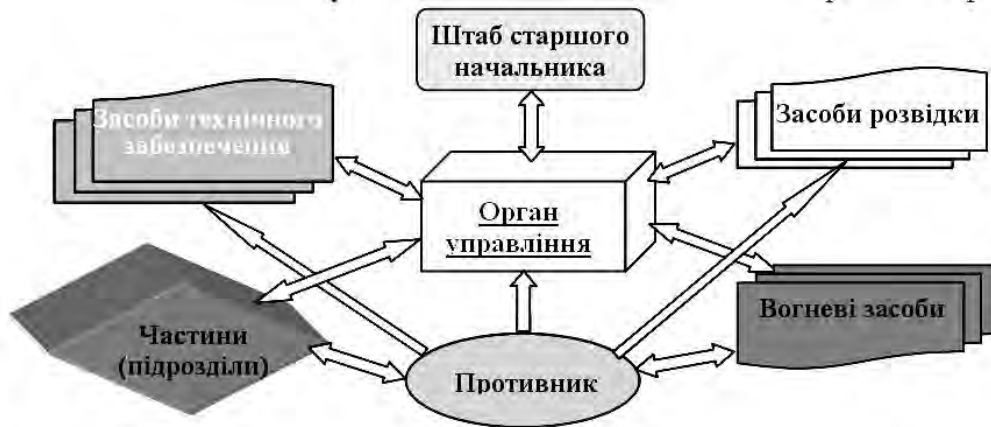 Штаб старшого
начальника
Засоби технічного
забезпечення
Засоби розвідки
Орган
управління
Частини
(підрозділи)
Вогневі засоби
Противник